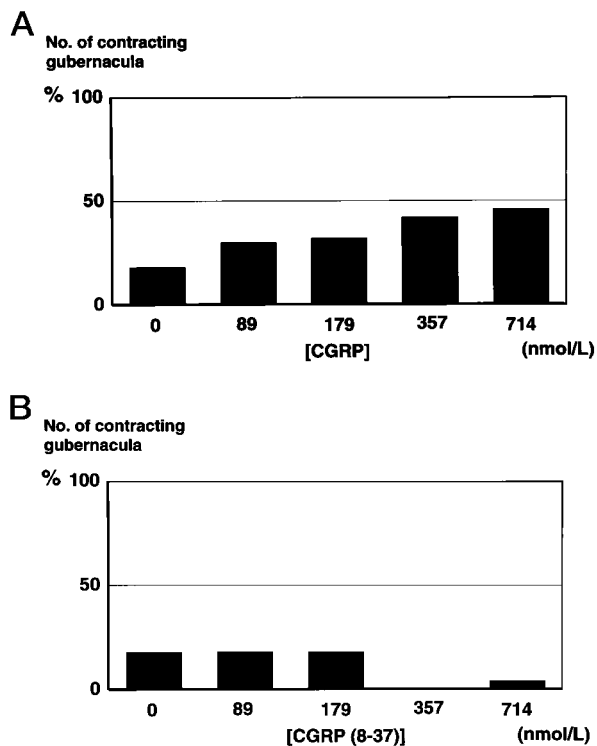 A
No. of contracting
gubernacula
% 100
50
0
0 89 179 357 714
[CGRP] (nmol/L)
B
No. of contracting
gubernacula
% 100
50
0
0 89 179 357 714
[CGRP (8-37)] (nmol/L)